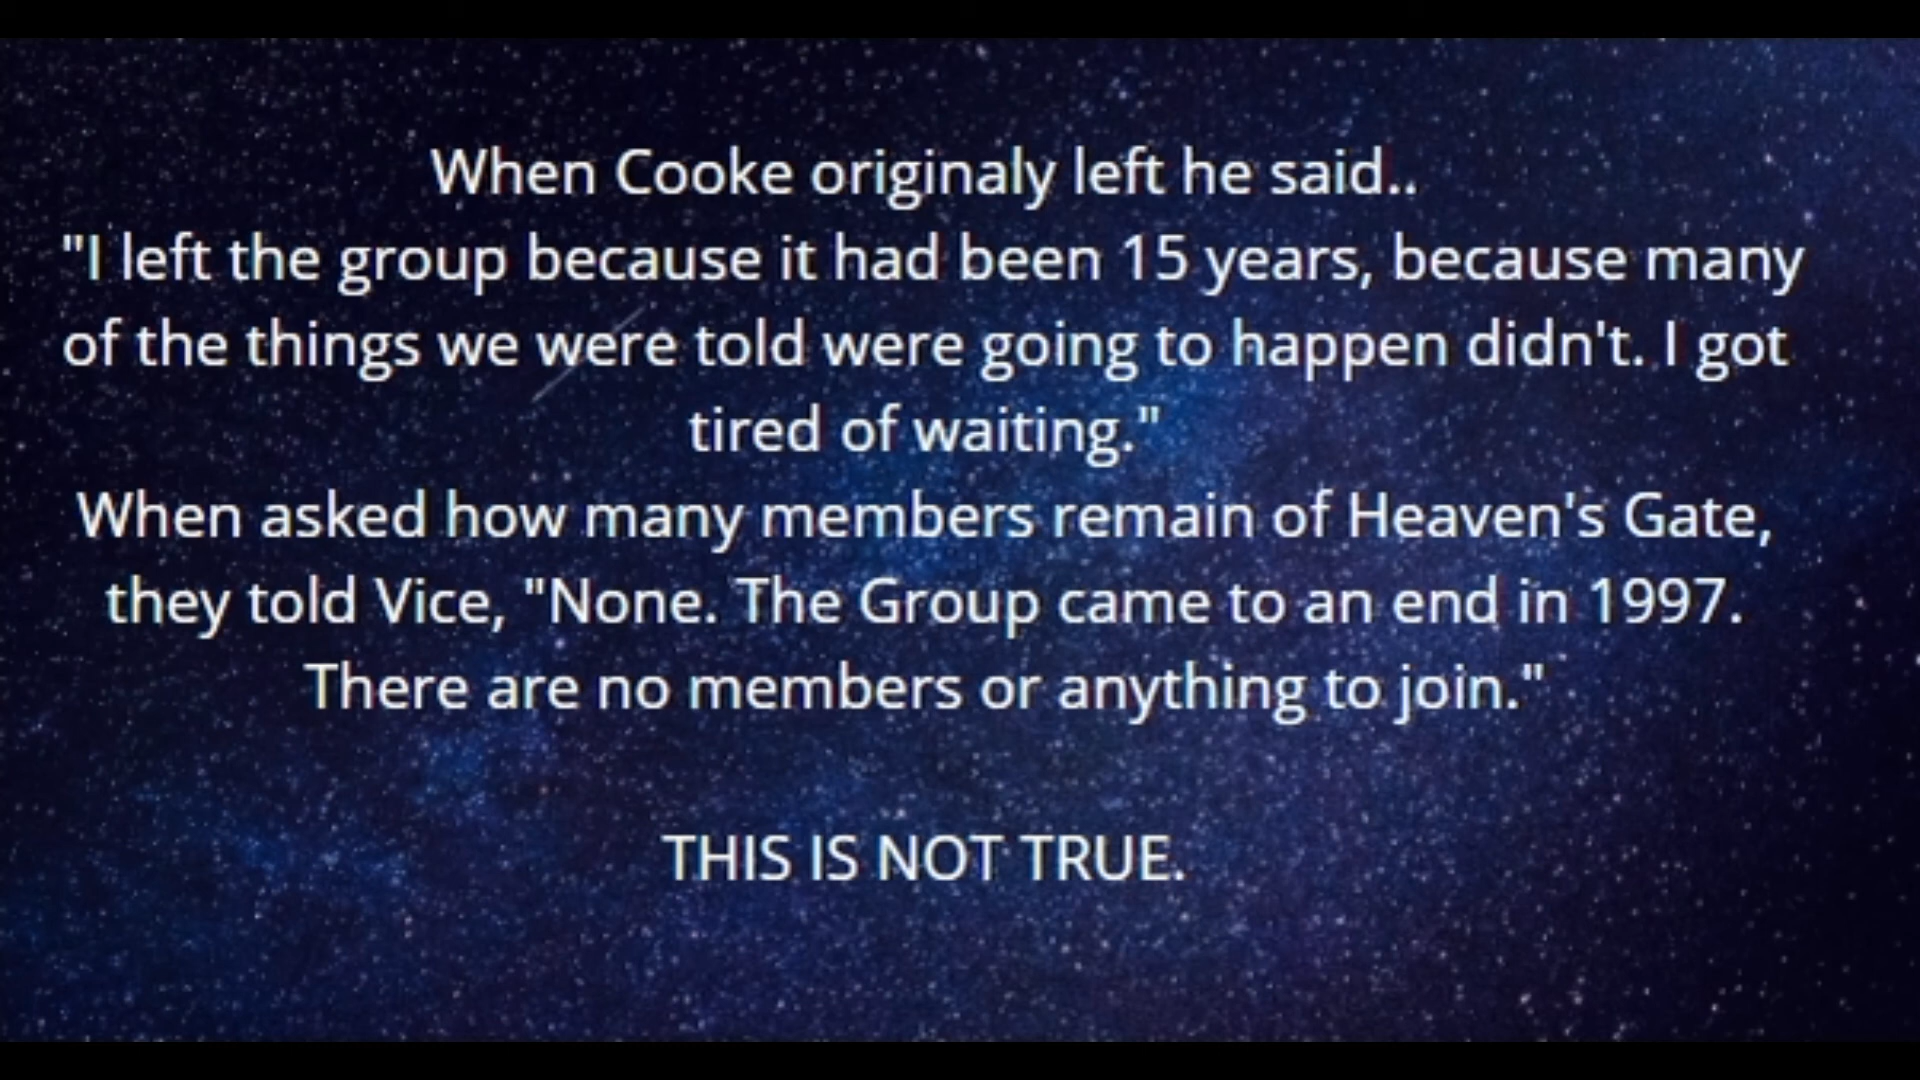 When Cooke originaly left he said..
"I left the group because it had been 15 years, because many
of the things we were told were going to happen didn't. I got
tired of waiting."
When asked how many members remain of Heaven's Gate,
they told Vice, "None. The Group came to an end in 1997.
There are no members or anything to join."
THIS IS NOT TRUE.